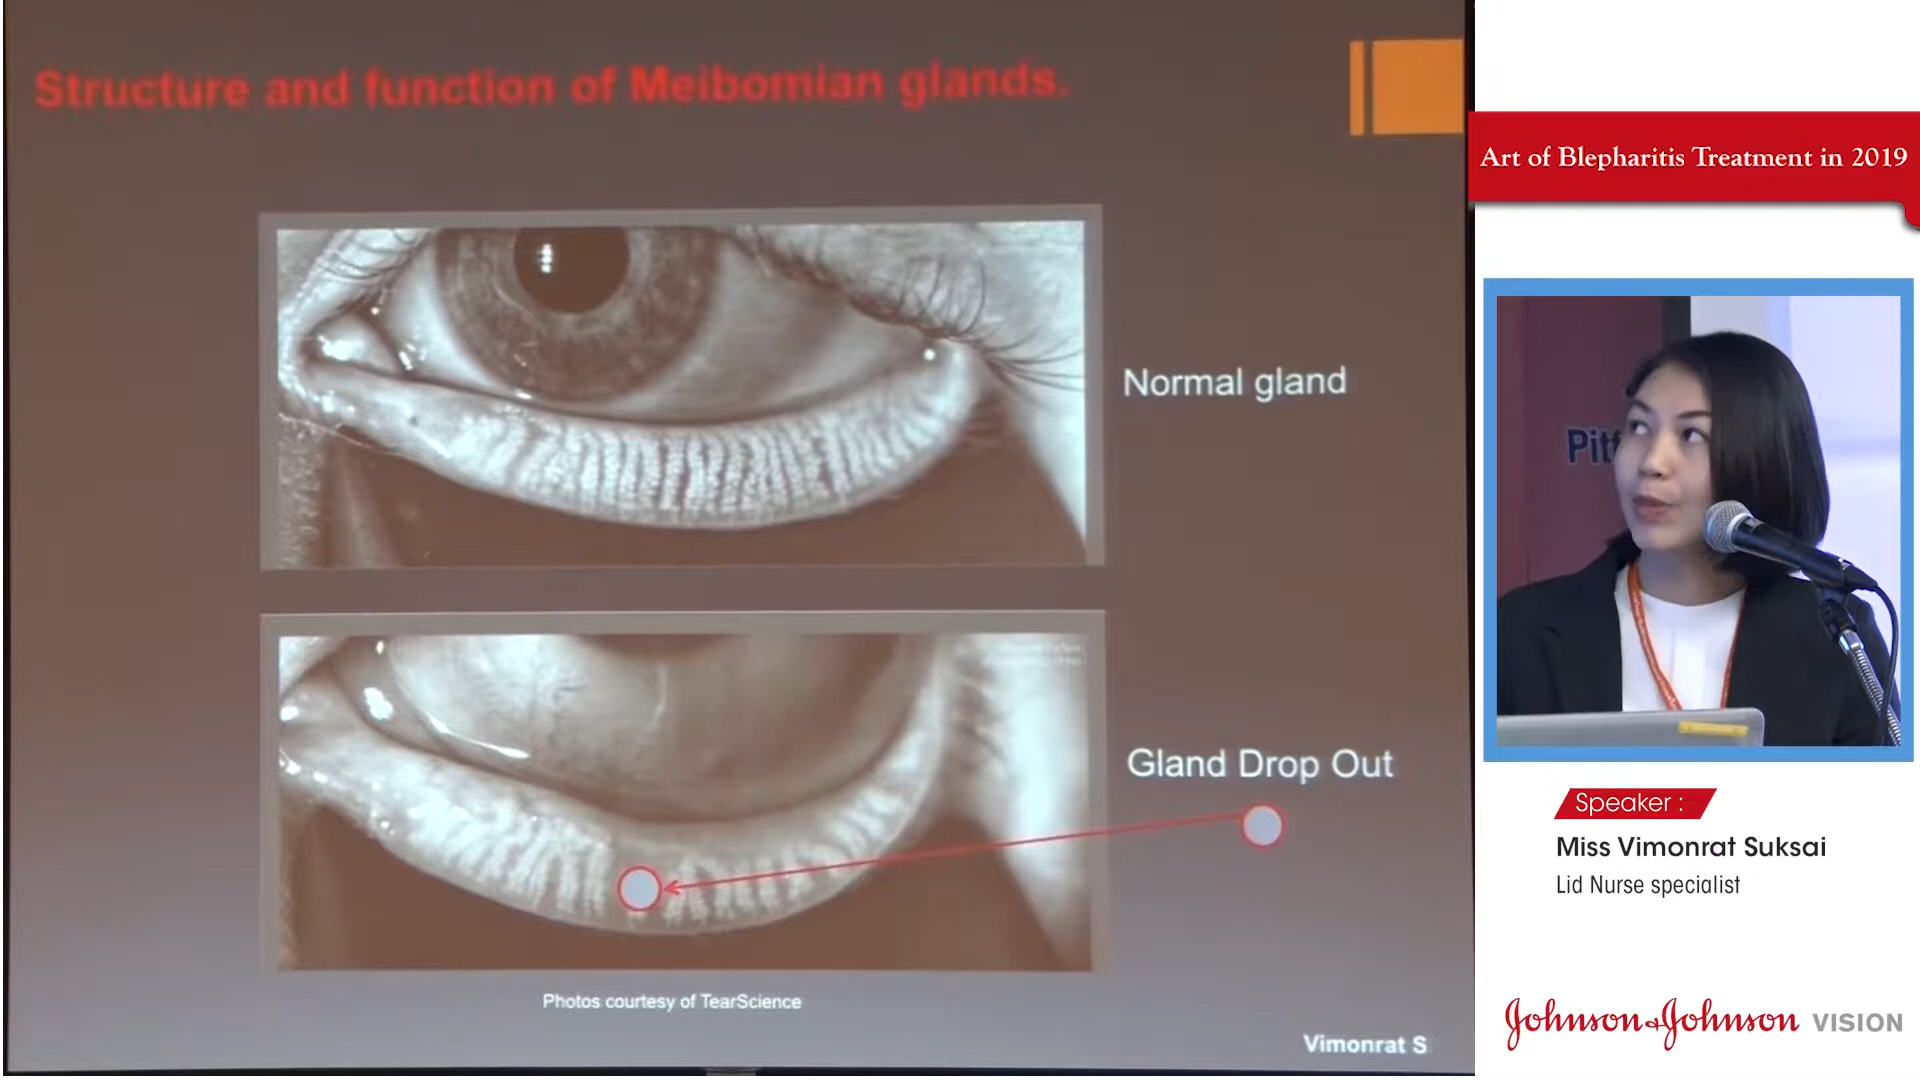 Structure and function of Meibomian glands.
Normal gland
Gland Drop Out
Photos courtesy of TearScience
Vimonrat S
Art of Blepharitis Treatment in 2019
Pitf
Speaker :
Miss Vimonrat Suksai
Lid Nurse specialist
Johnson & Johnson VISION